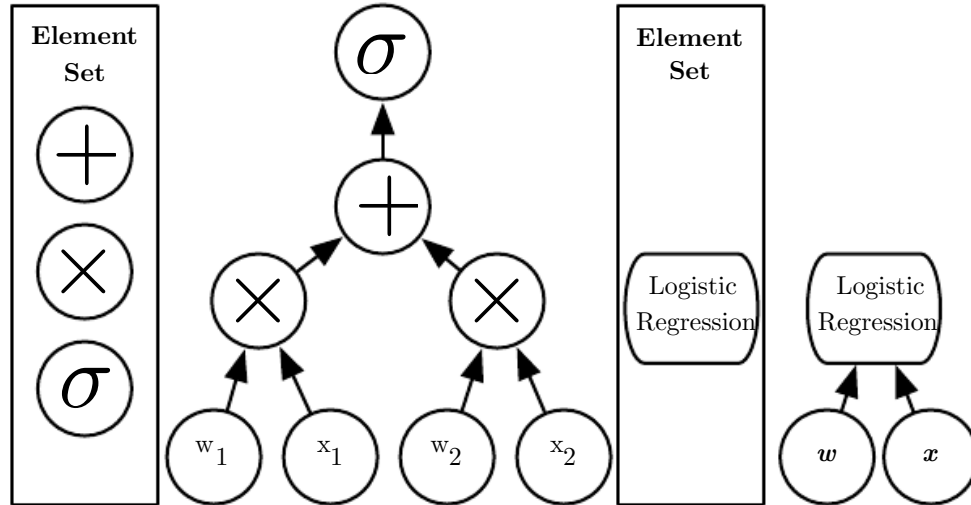 Element
Set
+
×
σ
σ
+
×
×
w1
x1
w2
x2
Element
Set
Logistic
Regression
Logistic
Regression
w
x